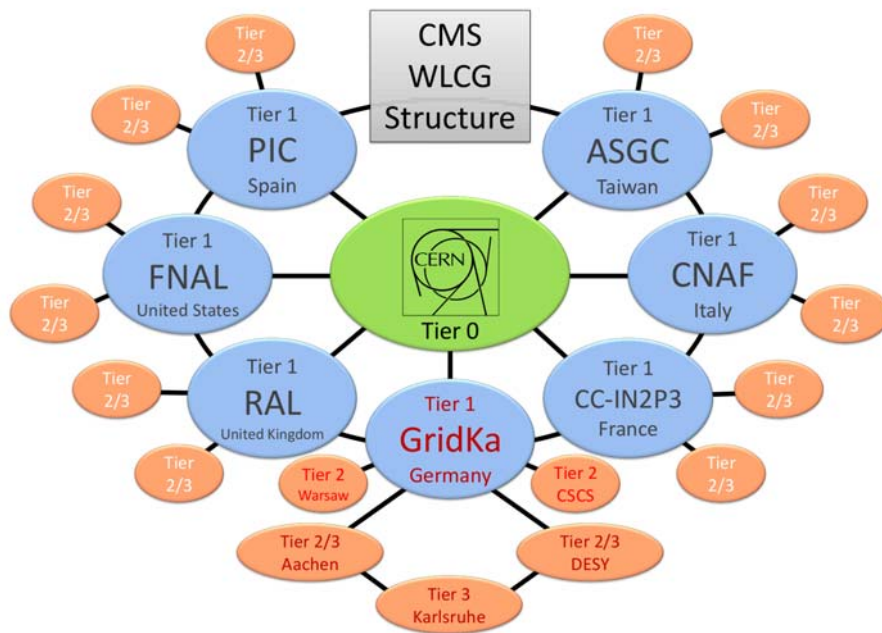 Tier
2/3
CMS
WLCG
Structure
Tier
2/3
Tier
2/3
Tier 1
PIC
Spain
Tier 1
ASGC
Taiwan
Tier
2/3
Tier
2/3
Tier 1
FNAL
United States
CERN
Tier 0
Tier 1
CNAF
Italy
Tier
2/3
Tier
2/3
Tier
2/3
Tier
2/3
Tier 1
RAL
United Kingdom
Tier 1
GridKa
Germany
Tier 1
CC-IN2P3
France
Tier
2/3
Tier
2/3
Tier 2
Warsaw
Tier 2
CSCS
Tier
2/3
Tier 2/3
Aachen
Tier 2/3
DESY
Tier 3
Karlsruhe